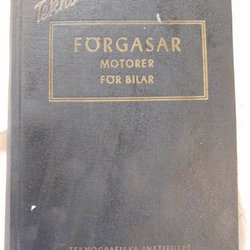 FÖRGASAR
MOTORER
FÖR BILAR
TEKNOGRAFISKA INSTITUTET